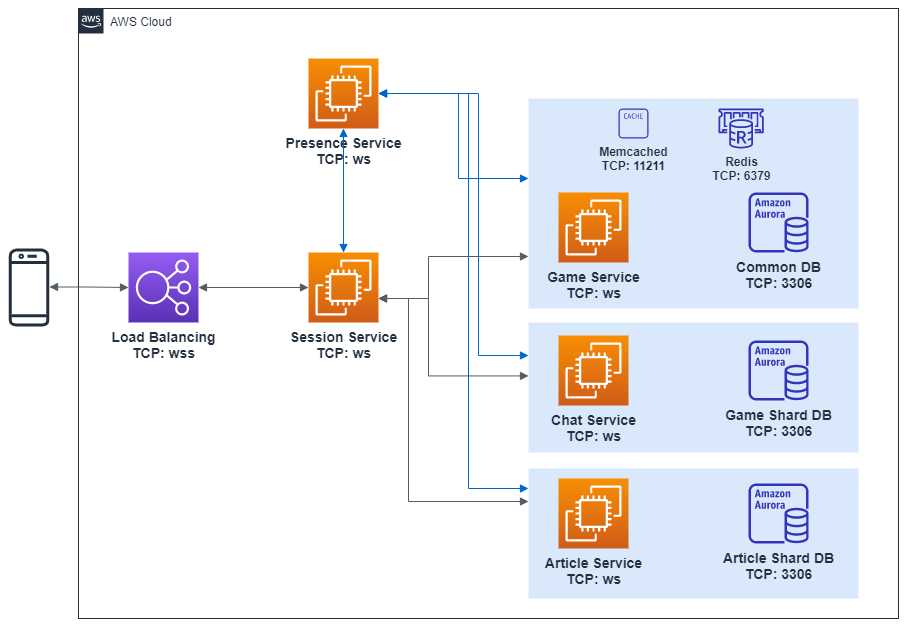 aws
AWS Cloud
Presence Service
TCP: ws
CACHE
Memcached
TCP: 11211
R
Redis
TCP: 6379
Amazon
Aurora
Game Service
TCP: ws
Common DB
TCP: 3306
Load Balancing
TCP: wss
Session Service
TCP: ws
Amazon
Aurora
Chat Service
TCP: ws
Game Shard DB
TCP: 3306
Amazon
Aurora
Article Service
TCP: ws
Article Shard DB
TCP: 3306